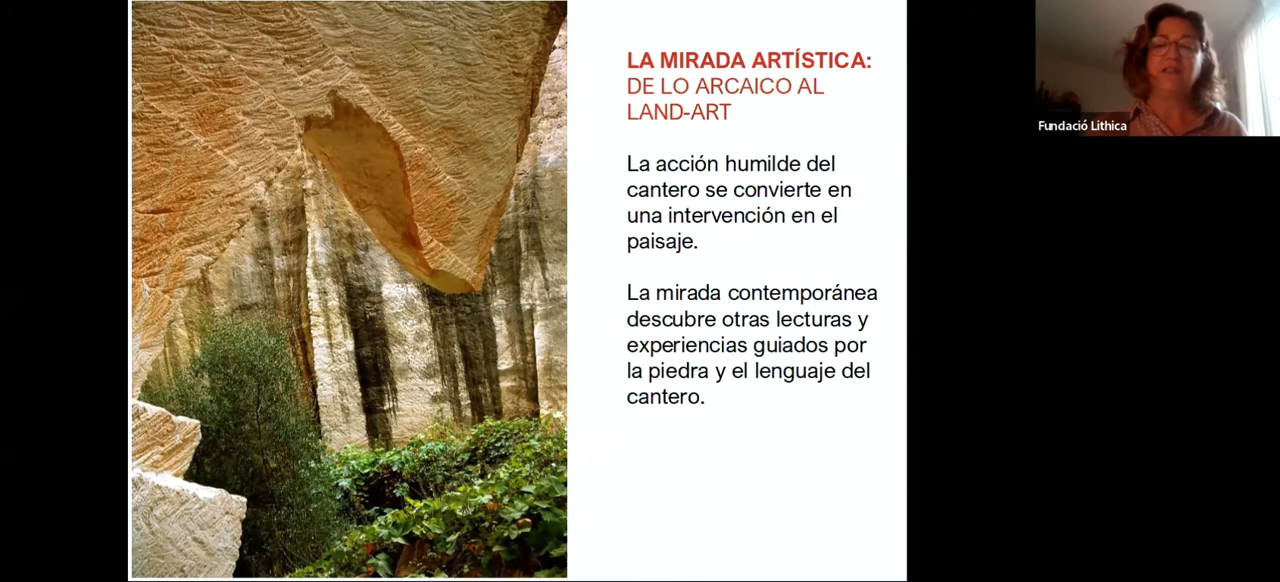 LA MIRADA ARTÍSTICA:
DE LO ARCAICO AL
LAND-ART
La acción humilde del
cantero se convierte en
una intervención en el
paisaje.
La mirada contemporánea
descubre otras lecturas y
experiencias guiados por
la piedra y el lenguaje del
cantero.
Fundació Lithica